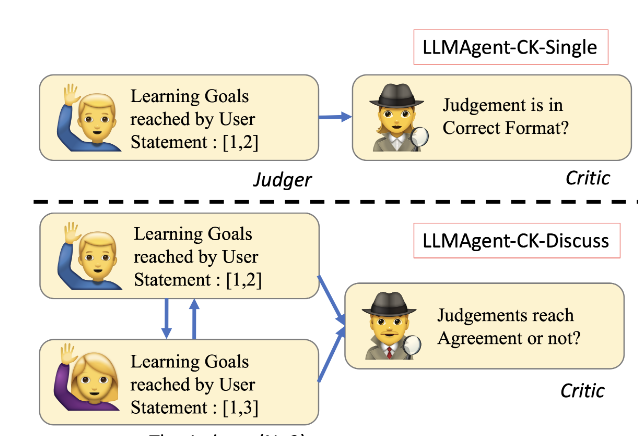 LLMAgent-CK-Single
Learning Goals
reached by User
Statement : [1,2]
Judgement is in
Correct Format?
Judger
Critic
Learning Goals
reached by User
Statement : [1,2]
LLMAgent-CK-Discuss
Judgements reach
Agreement or not?
Learning Goals
reached by User
Statement : [1,3]
Critic